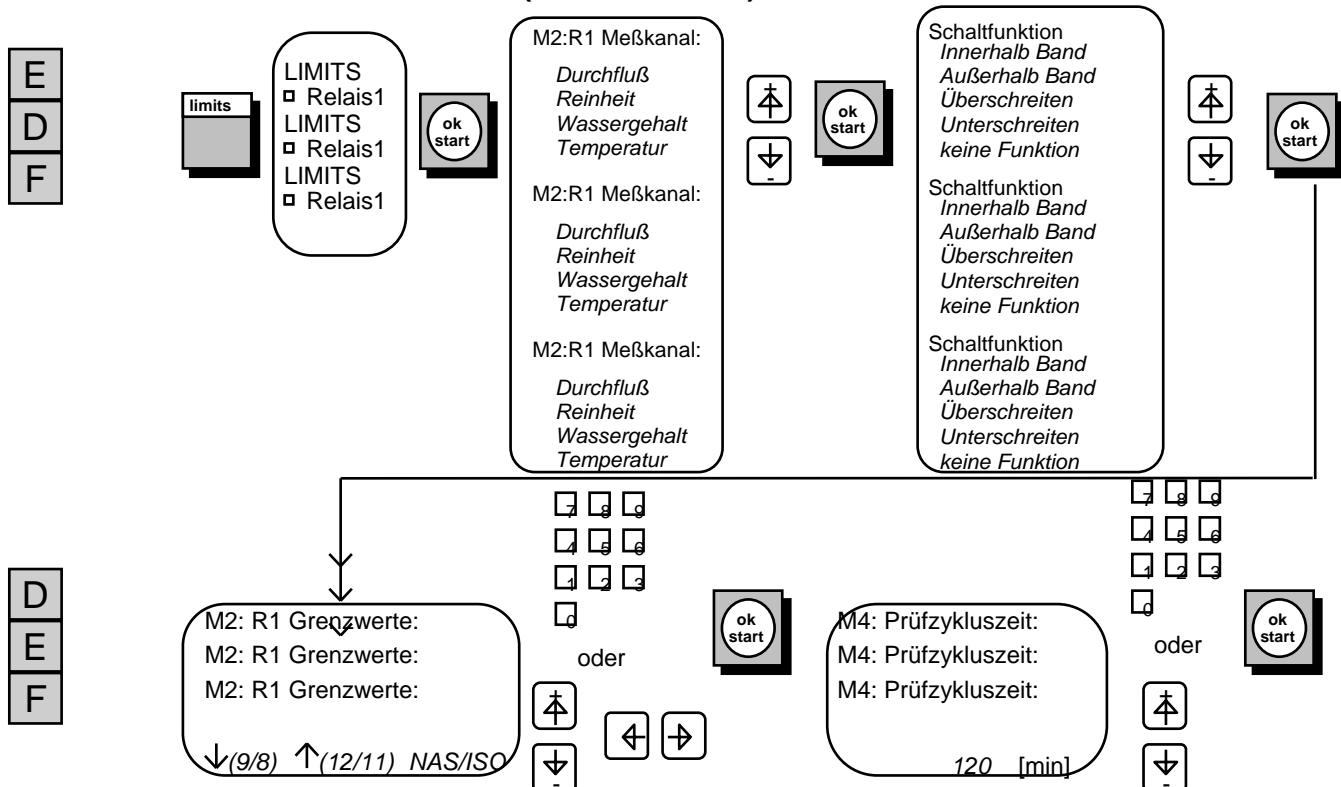 E
D
F
limits
LIMITS
Relais1
LIMITS
Relais1
LIMITS
Relais1
ok
start
M2:R1 Meßkanal:
Durchfluß
Reinheit
Wassergehalt
Temperatur
M2:R1 Meßkanal:
Durchfluß
Reinheit
Wassergehalt
Temperatur
M2:R1 Meßkanal:
Durchfluß
Reinheit
Wassergehalt
Temperatur
+
-
ok
start
Schaltfunktion
Innerhalb Band
Außerhalb Band
Überschreiten
Unterschreiten
keine Funktion
Schaltfunktion
Innerhalb Band
Außerhalb Band
Überschreiten
Unterschreiten
keine Funktion
Schaltfunktion
Innerhalb Band
Außerhalb Band
Überschreiten
Unterschreiten
keine Funktion
+
-
ok
start
D
E
F
M2: R1 Grenzwerte:
M2: R1 Grenzwerte:
M2: R1 Grenzwerte:
↓(9/8) ↑(12/11) NAS/ISO
7 8 9
4 5 6
1 2 3
0
oder
+
-
ok
start
M4: Prüfzykluszeit:
M4: Prüfzykluszeit:
M4: Prüfzykluszeit:
120 [min]
7 8 9
4 5 6
1 2 3
0
oder
+
-
ok
start